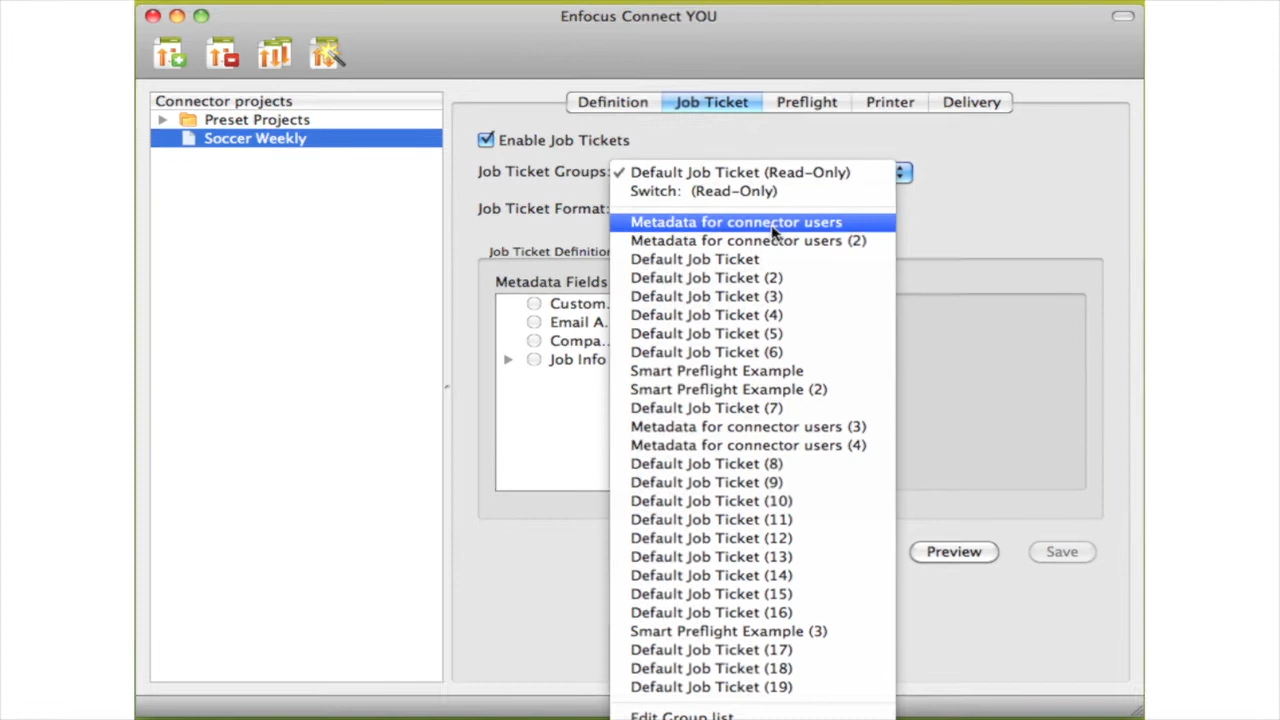 Enfocus Connect YOU
Connector projects
Preset Projects
Soccer Weekly
Definition
Job Ticket
Preflight
Printer
Delivery
Enable Job Tickets
Job Ticket Groups:
Default Job Ticket (Read-Only)
Switch: (Read-Only)
Job Ticket Format:
Metadata for connector users
Metadata for connector users (2)
Job Ticket Definitio
Default Job Ticket
Metadata Fields
Default Job Ticket (2)
Custom.
Default Job Ticket (3)
Email A.
Default Job Ticket (4)
Compa..
Default Job Ticket (5)
Job Info
Default Job Ticket (6)
Smart Preflight Example
Smart Preflight Example (2)
Default Job Ticket (7)
Metadata for connector users (3)
Metadata for connector users (4)
Default Job Ticket (8)
Default Job Ticket (9)
Default Job Ticket (10)
Default Job Ticket (11)
Default Job Ticket (12)
Default Job Ticket (13)
Default Job Ticket (14)
Default Job Ticket (15)
Default Job Ticket (16)
Smart Preflight Example (3)
Default Job Ticket (17)
Default Job Ticket (18)
Default Job Ticket (19)
Edit Group list
Preview
Save